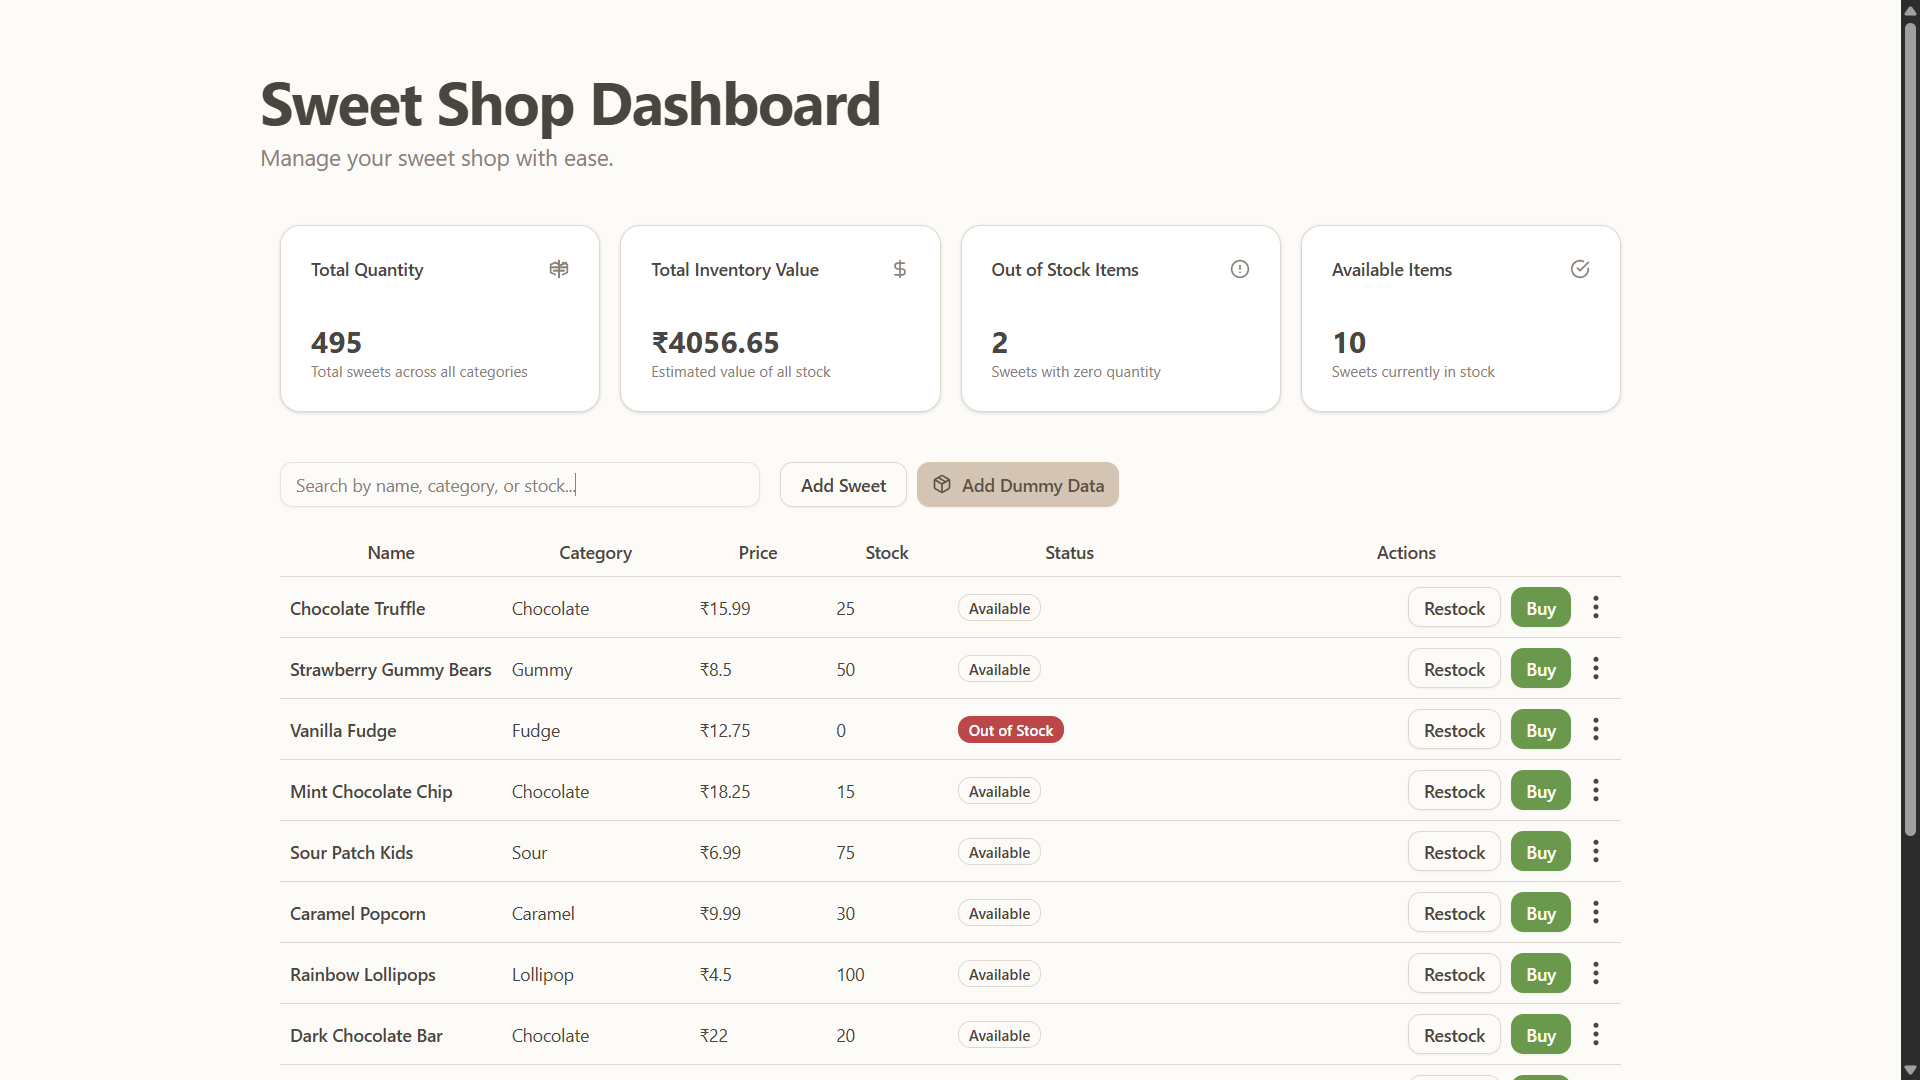 Sweet Shop Dashboard
Manage your sweet shop with ease.
Total Quantity
495
Total sweets across all categories
Total Inventory Value
₹4056.65
Estimated value of all stock
Out of Stock Items
2
Sweets with zero quantity
Available Items
10
Sweets currently in stock
Search by name, category, or stock...
Add Sweet
Add Dummy Data
Name Category Price Stock Status Actions
Chocolate Truffle Chocolate ₹15.99 25 Available Restock Buy
Strawberry Gummy Bears Gummy ₹8.5 50 Available Restock Buy
Vanilla Fudge Fudge ₹12.75 0 Out of Stock Restock Buy
Mint Chocolate Chip Chocolate ₹18.25 15 Available Restock Buy
Sour Patch Kids Sour ₹6.99 75 Available Restock Buy
Caramel Popcorn Caramel ₹9.99 30 Available Restock Buy
Rainbow Lollipops Lollipop ₹4.5 100 Available Restock Buy
Dark Chocolate Bar Chocolate ₹22 20 Available Restock Buy